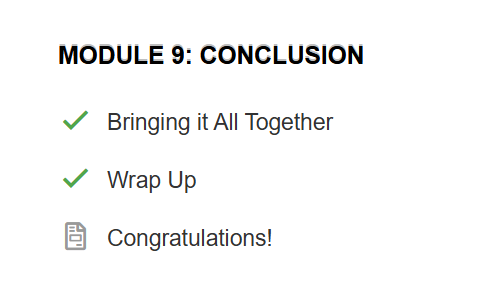 MODULE 9: CONCLUSION
Bringing it All Together
Wrap Up
Congratulations!